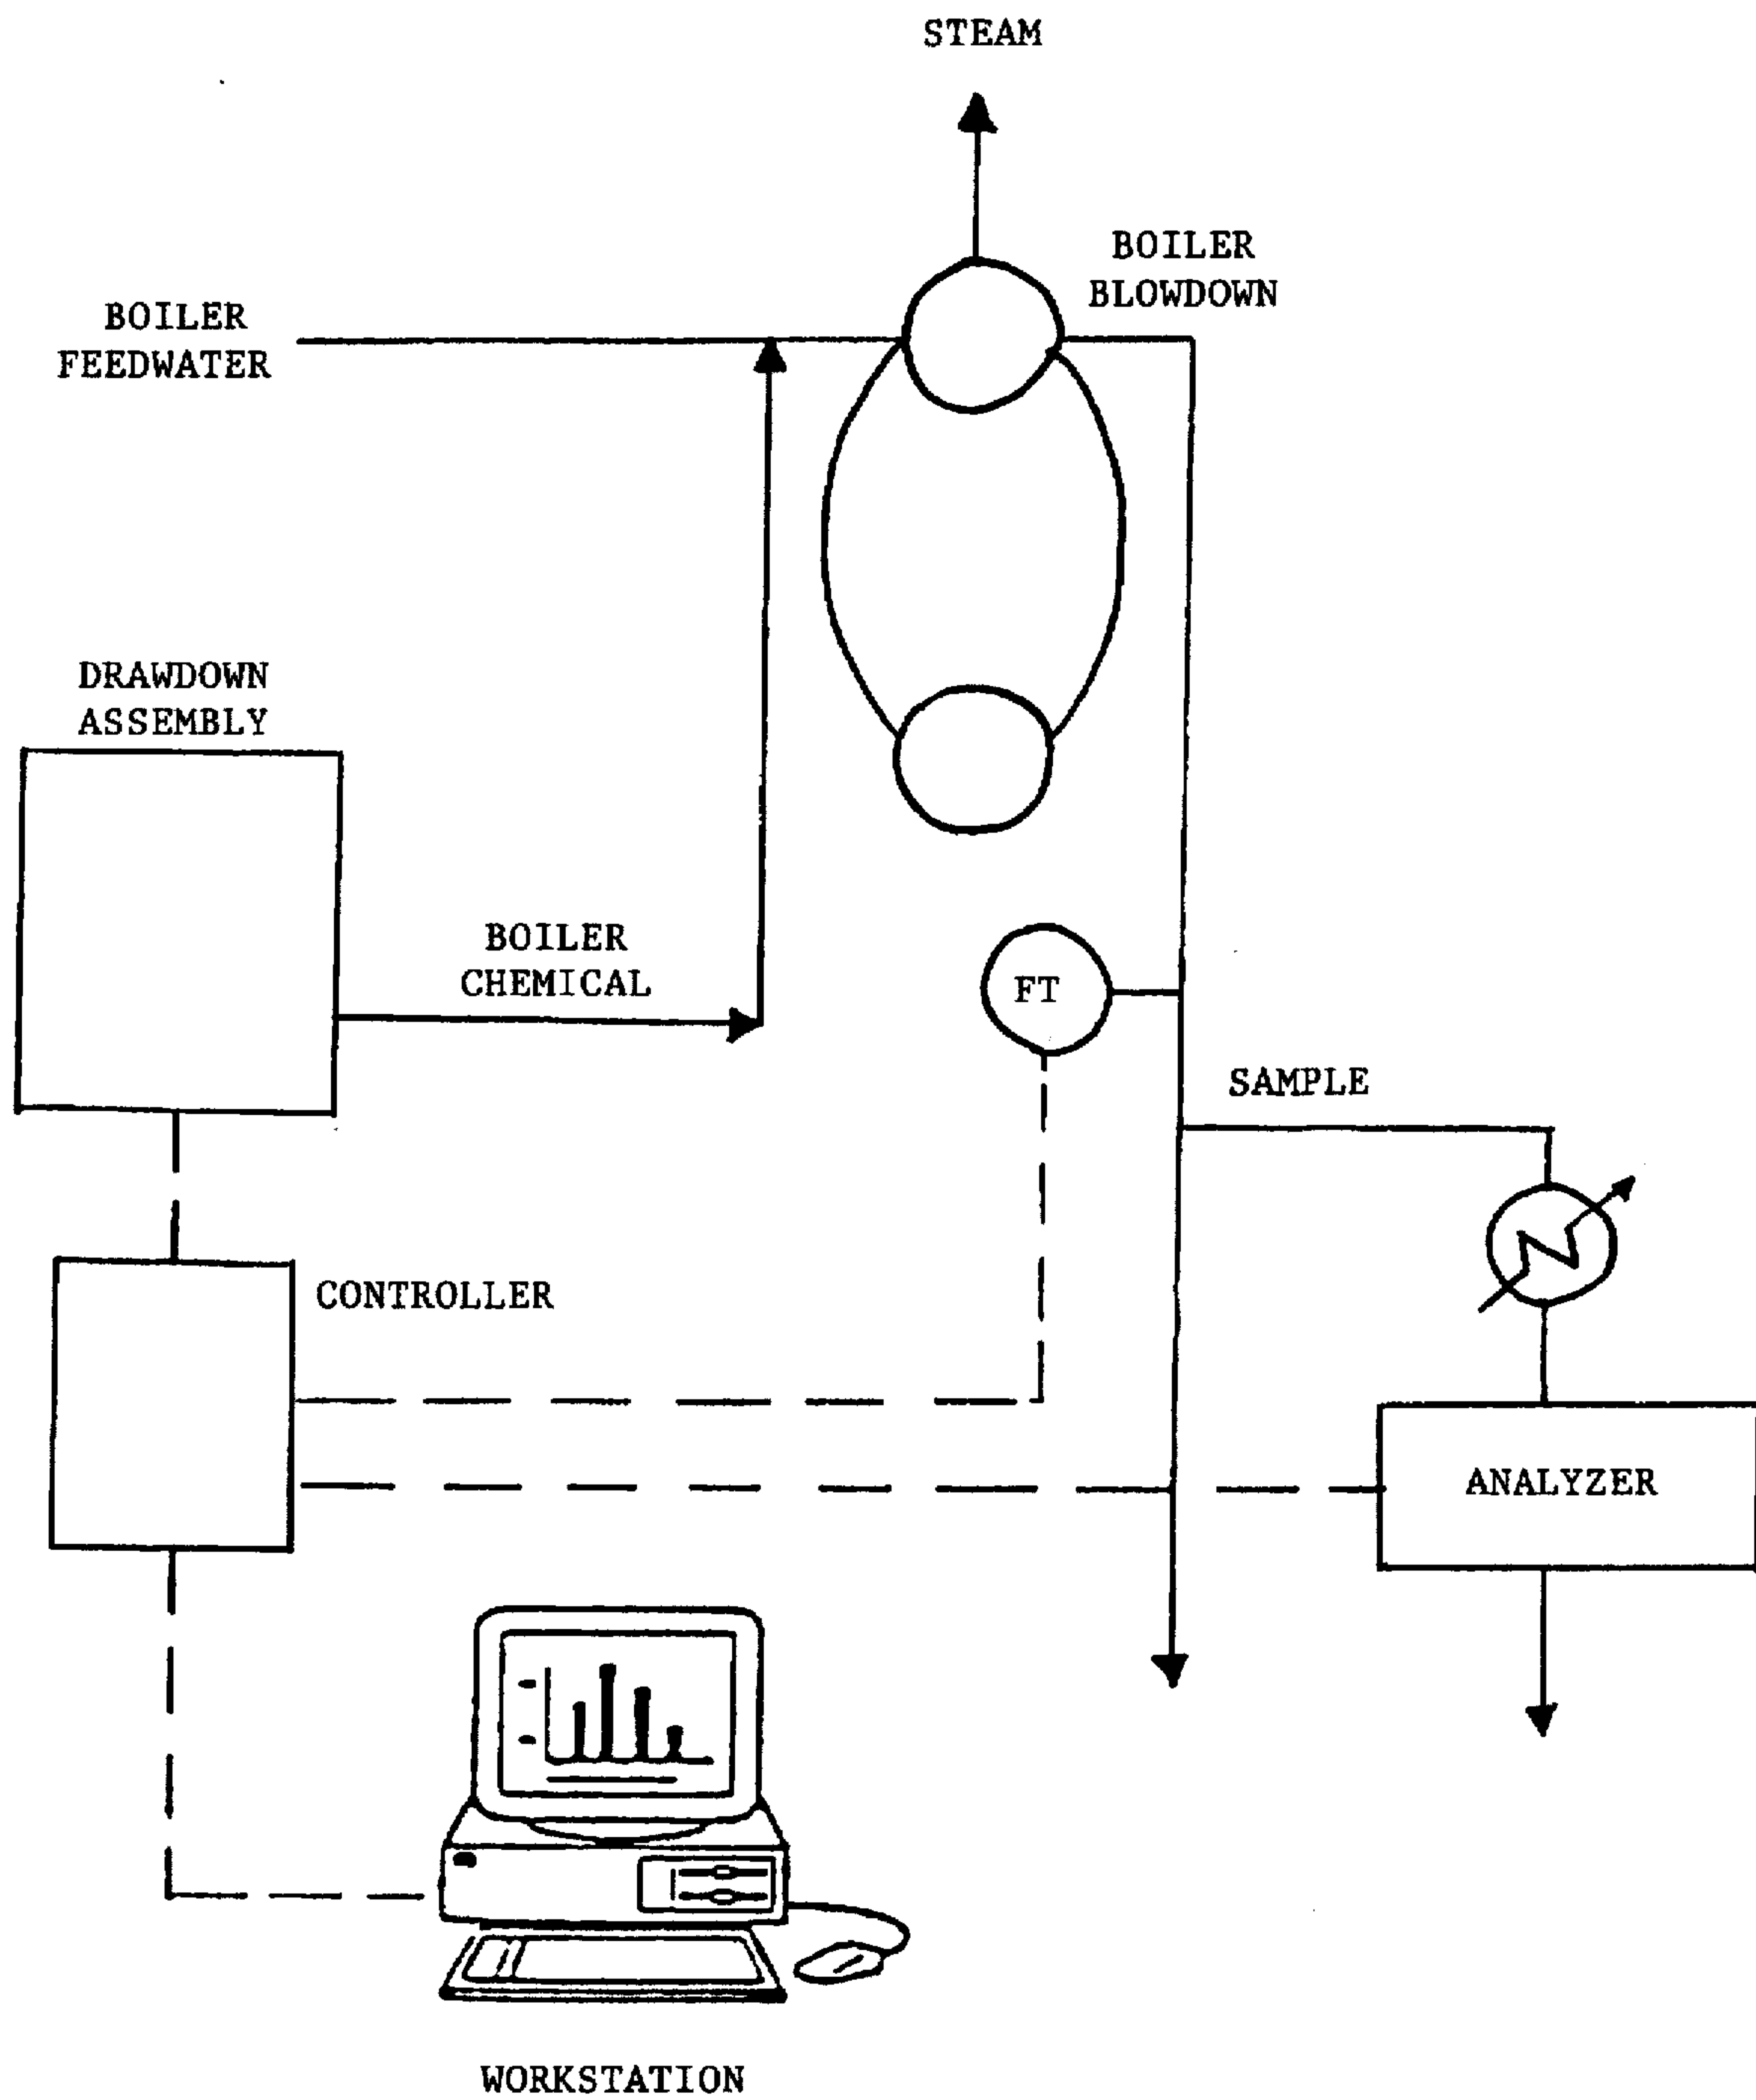 STEAM
BOILER
BLOWDOWN
BOILER
FEEDWATER
DRAWDOWN
ASSEMBLY
BOILER
CHEMICAL
FT
SAMPLE
CONTROLLER
ANALYZER
WORKSTATION